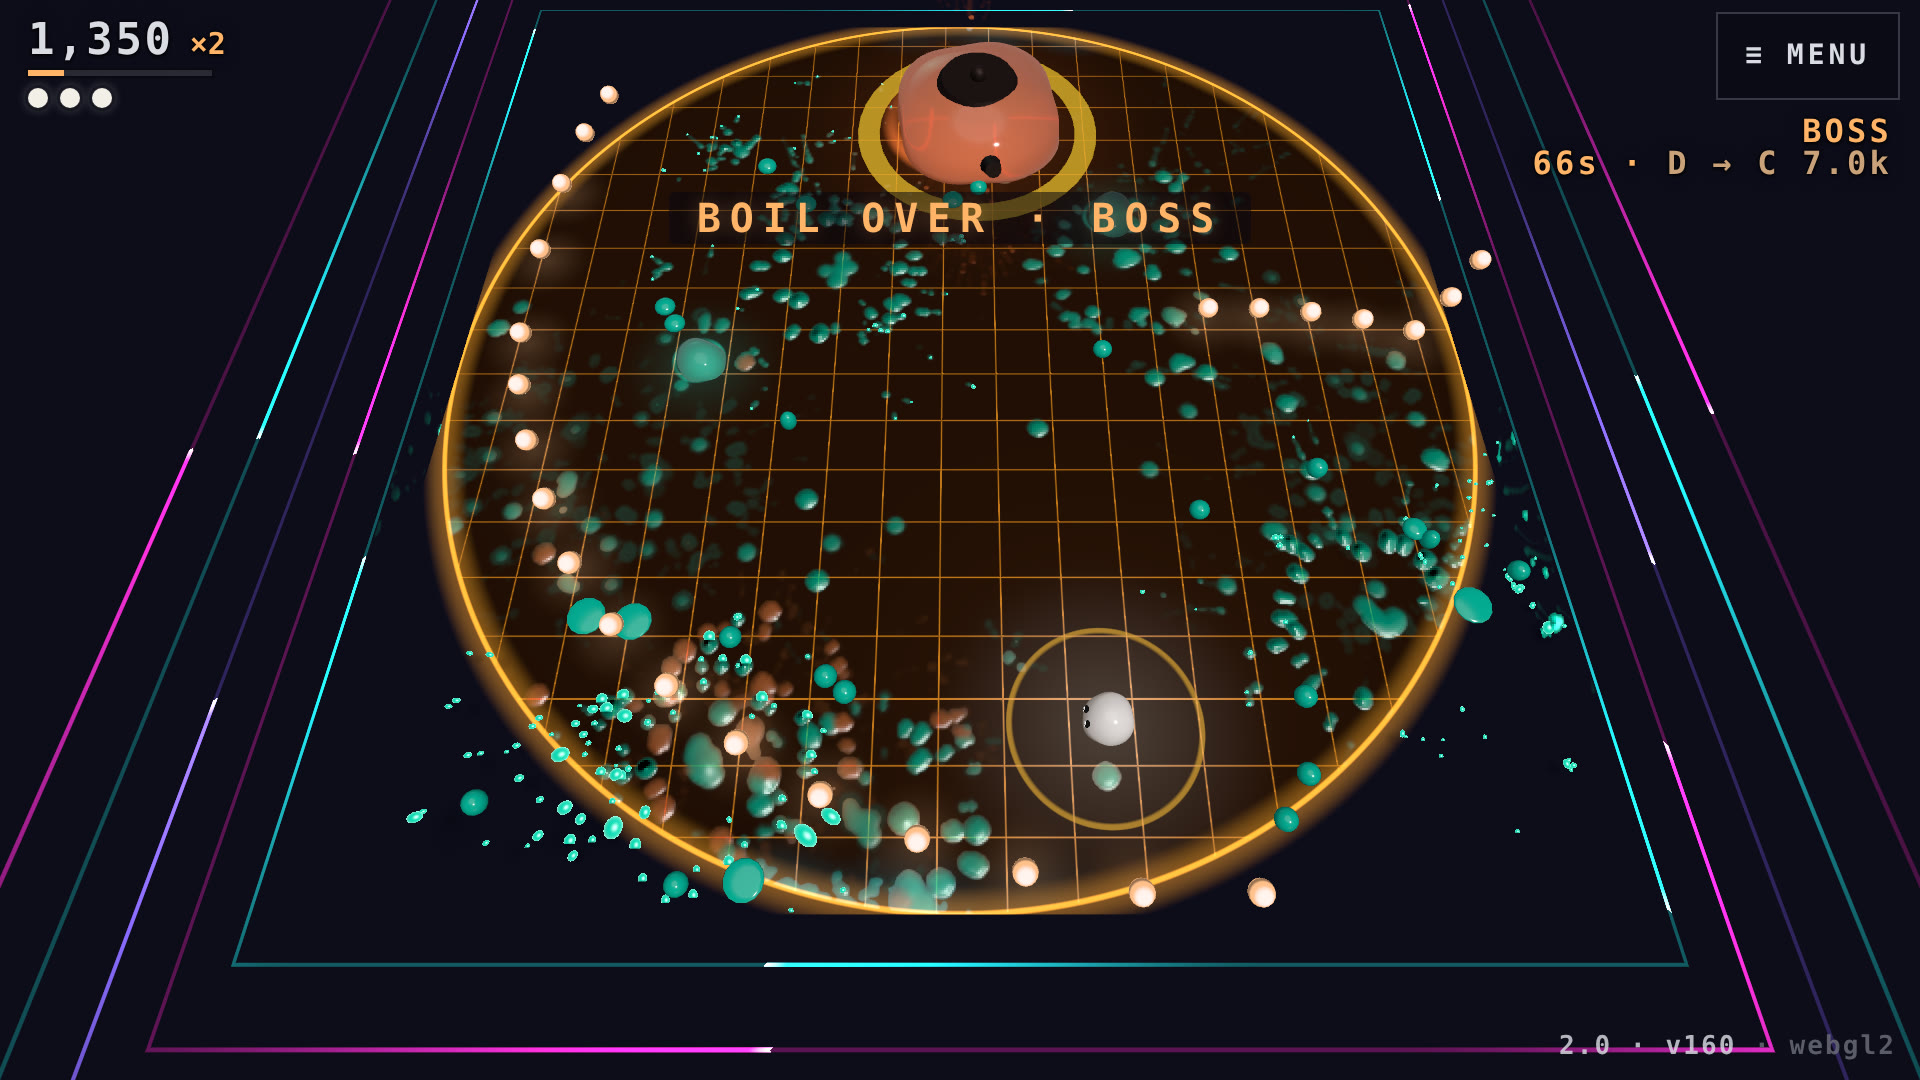 1,350 ×2
≡ MENU
BOSS
66s · D → C 7.0k
BOIL OVER · BOSS
2.0 · v160 · webgl2